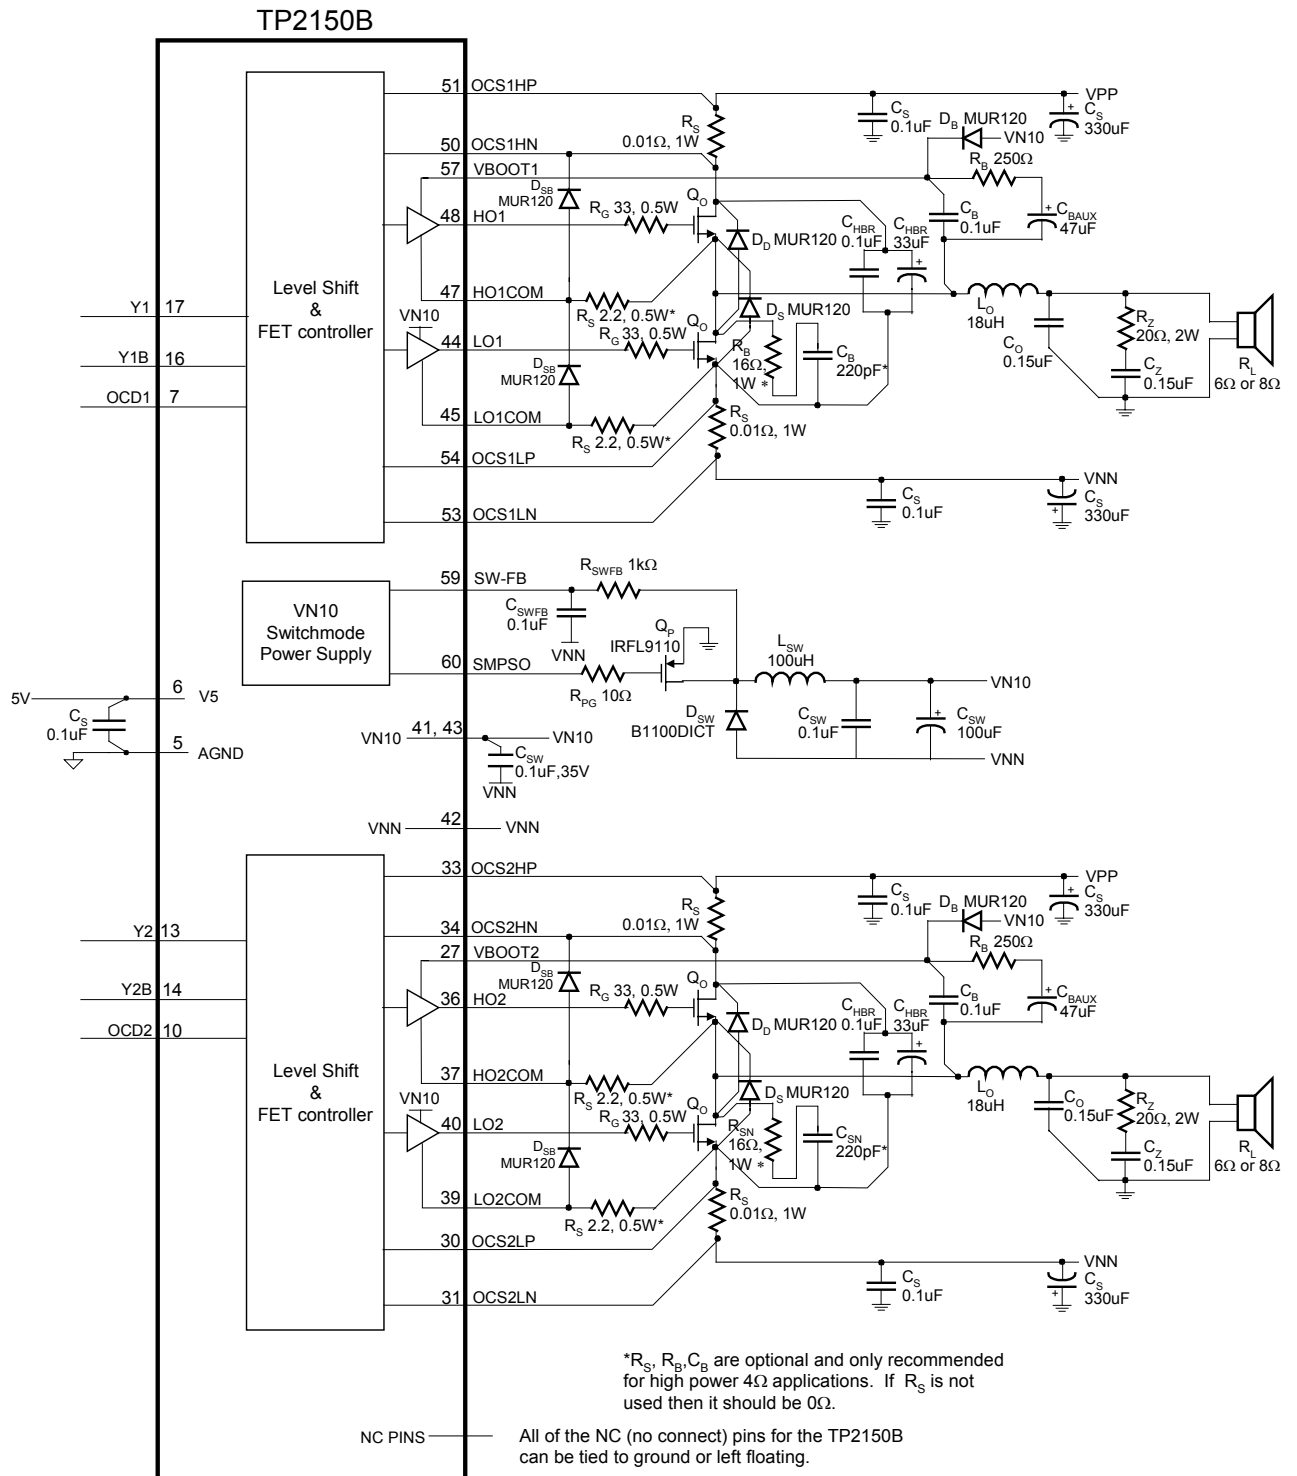 TP2150B
51 OCS1HP
VPP
C_S
0.1uF
+ C_S
330uF
R_S
0.01Ω, 1W
D_B MUR120
VN10
50 OCS1HN
57 VBOOT1
R_B 250Ω
D_SB
MUR120
Q_O
R_G 33, 0.5W
48 HO1
C_HBR
0.1uF
C_HBR
33uF
+
C_B
0.1uF
+ C_BAUX
47uF
D_D MUR120
Level Shift
&
FET controller
47 HO1COM
R_S 2.2, 0.5W*
D_S MUR120
L_O
18uH
Y1 17
VN10
R_G 33, 0.5W
Q_O
44 LO1
R_B
16Ω,
1W *
C_B
220pF*
C_O
0.15uF
R_Z
20Ω, 2W
C_Z
0.15uF
R_L
6Ω or 8Ω
Y1B 16
D_SB
MUR120
OCD1 7
45 LO1COM
R_S 2.2, 0.5W*
R_S
0.01Ω, 1W
54 OCS1LP
VNN
C_S
0.1uF
C_S
+ 330uF
53 OCS1LN
VN10
Switchmode
Power Supply
59 SW-FB
R_SWFB 1kΩ
C_SWFB
0.1uF
VNN
Q_P
IRFL9110
60 SMPSO
R_PG 10Ω
L_SW
100uH
VN10
D_SW
B1100DICT
C_SW
0.1uF
+
C_SW
100uF
VNN
5V
6 V5
C_S
0.1uF
5 AGND
VN10 41, 43 VN10
C_SW
0.1uF,35V
VNN
VNN 42 VNN
33 OCS2HP
VPP
C_S
0.1uF
+ C_S
330uF
R_S
0.01Ω, 1W
D_B MUR120
VN10
Y2 13
34 OCS2HN
27 VBOOT2
R_B 250Ω
D_SB
MUR120
Q_O
R_G 33, 0.5W
Y2B 14
36 HO2
C_HBR
0.1uF
C_HBR
33uF
+
C_B
0.1uF
+ C_BAUX
47uF
D_D MUR120
OCD2 10
Level Shift
&
FET controller
37 HO2COM
R_S 2.2, 0.5W*
D_S MUR120
L_O
18uH
VN10
R_G 33, 0.5W
Q_O
40 LO2
R_SN
16Ω,
1W *
C_SN
220pF*
C_O
0.15uF
R_Z
20Ω, 2W
C_Z
0.15uF
R_L
6Ω or 8Ω
D_SB
MUR120
39 LO2COM
R_S 2.2, 0.5W*
R_S
0.01Ω, 1W
30 OCS2LP
VNN
C_S
0.1uF
C_S
+ 330uF
31 OCS2LN
*R_S, R_B,C_B are optional and only recommended
for high power 4Ω applications. If R_S is not
used then it should be 0Ω.
NC PINS
All of the NC (no connect) pins for the TP2150B
can be tied to ground or left floating.